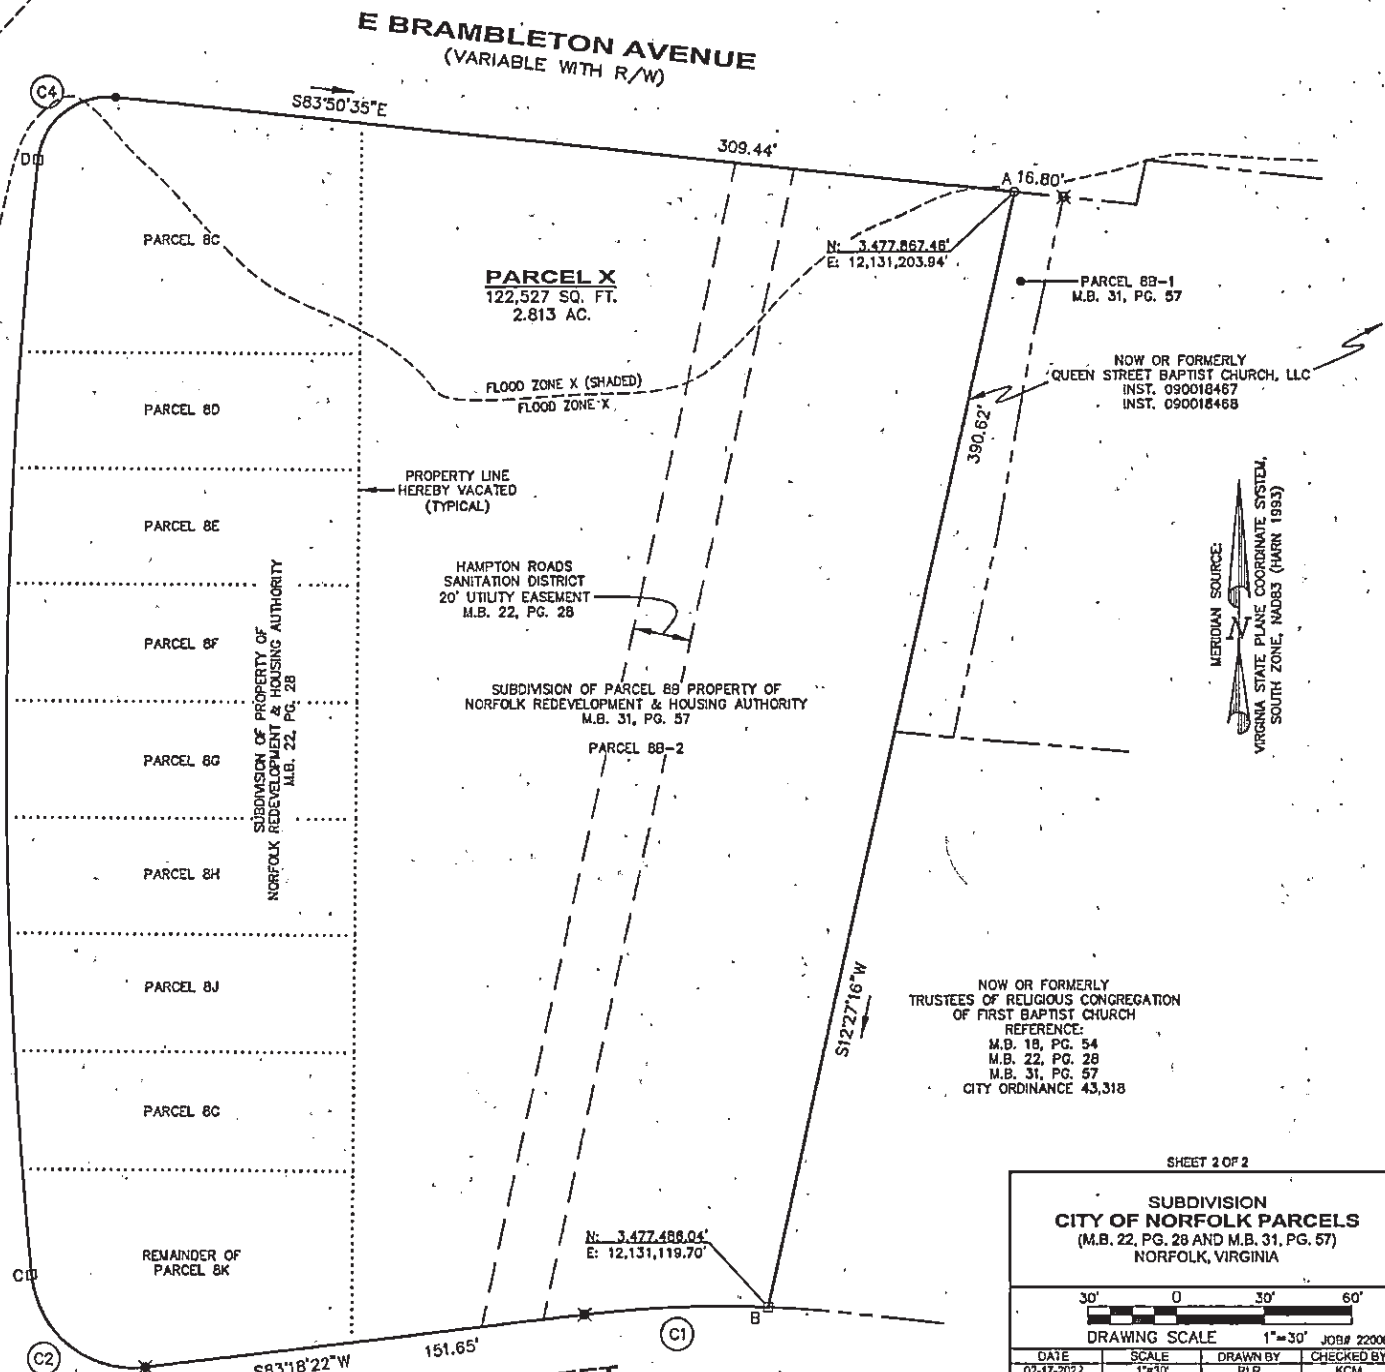 E BRAMBLETON AVENUE
(VARIABLE WITH R/W)
C4
S83°50'35"E
309.44'
A 16.80'
D
N: 3,477,867.46'
E: 12,131,203.94'
PARCEL 8C
PARCEL X
122,527 SQ. FT.
2.813 AC.
PARCEL 8B-1
M.B. 31, PG. 57
NOW OR FORMERLY
QUEEN STREET BAPTIST CHURCH, LLC
INST. 090018467
INST. 090018468
FLOOD ZONE X (SHADED)
FLOOD ZONE X
PARCEL 8D
390.62'
PROPERTY LINE
HEREBY VACATED
(TYPICAL)
PARCEL 8E
MERIDIAN SOURCE:
N
VIRGINIA STATE PLANE COORDINATE SYSTEM,
SOUTH ZONE, NAD83 (HARN 1993)
HAMPTON ROADS
SANITATION DISTRICT
20' UTILITY EASEMENT
M.B. 22, PG. 28
PARCEL 8F
SUBDIVISION OF PROPERTY OF
NORFOLK REDEVELOPMENT & HOUSING AUTHORITY
M.B. 22, PG. 28
SUBDIVISION OF PARCEL 8B PROPERTY OF
NORFOLK REDEVELOPMENT & HOUSING AUTHORITY
M.B. 31, PG. 57
PARCEL 8B-2
PARCEL 8G
PARCEL 8H
PARCEL 8J
S12°27'16"W
NOW OR FORMERLY
TRUSTEES OF RELIGIOUS CONGREGATION
OF FIRST BAPTIST CHURCH
REFERENCE:
M.B. 18, PG. 54
M.B. 22, PG. 28
M.B. 31, PG. 57
CITY ORDINANCE 43,318
PARCEL 8C
SHEET 2 OF 2
SUBDIVISION
CITY OF NORFOLK PARCELS
(M.B. 22, PG. 28 AND M.B. 31, PG. 57)
NORFOLK, VIRGINIA
N: 3,477,486.04'
E: 12,131,119.70'
REMAINDER OF
PARCEL 8K
C
B
C1
C2
S83°18'22"W
151.65'
30' 0 30' 60'
DRAWING SCALE 1"=30' JOB# 2200
DATE SCALE DRAWN BY CHECKED BY
02-17-2022 1"=30' RLR KCM